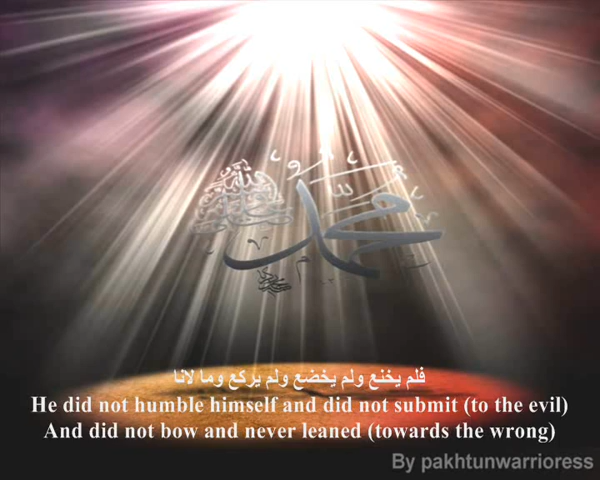 محمد
فلم يخنع ولم يخضع ولم يركع وما لانا
He did not humble himself and did not submit (to the evil)
And did not bow and never leaned (towards the wrong)
By pakhtunwarrioress